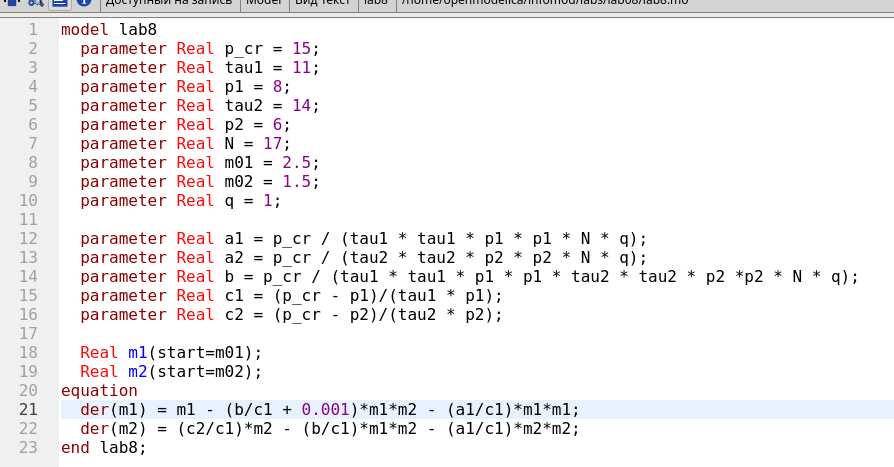 Доступный на запись Model Вид Текст lab8 /home/openmodelica/infomod/labs/lab08/lab8.mo
1 model lab8
2 parameter Real p_cr = 15;
3 parameter Real tau1 = 11;
4 parameter Real p1 = 8;
5 parameter Real tau2 = 14;
6 parameter Real p2 = 6;
7 parameter Real N = 17;
8 parameter Real m01 = 2.5;
9 parameter Real m02 = 1.5;
10 parameter Real q = 1;
11
12 parameter Real a1 = p_cr / (tau1 * tau1 * p1 * p1 * N * q);
13 parameter Real a2 = p_cr / (tau2 * tau2 * p2 * p2 * N * q);
14 parameter Real b = p_cr / (tau1 * tau1 * p1 * p1 * tau2 * tau2 * p2 *p2 * N * q);
15 parameter Real c1 = (p_cr - p1)/(tau1 * p1);
16 parameter Real c2 = (p_cr - p2)/(tau2 * p2);
17
18 Real m1(start=m01);
19 Real m2(start=m02);
20 equation
21 der(m1) = m1 - (b/c1 + 0.001)*m1*m2 - (a1/c1)*m1*m1;
22 der(m2) = (c2/c1)*m2 - (b/c1)*m1*m2 - (a1/c1)*m2*m2;
23 end lab8;